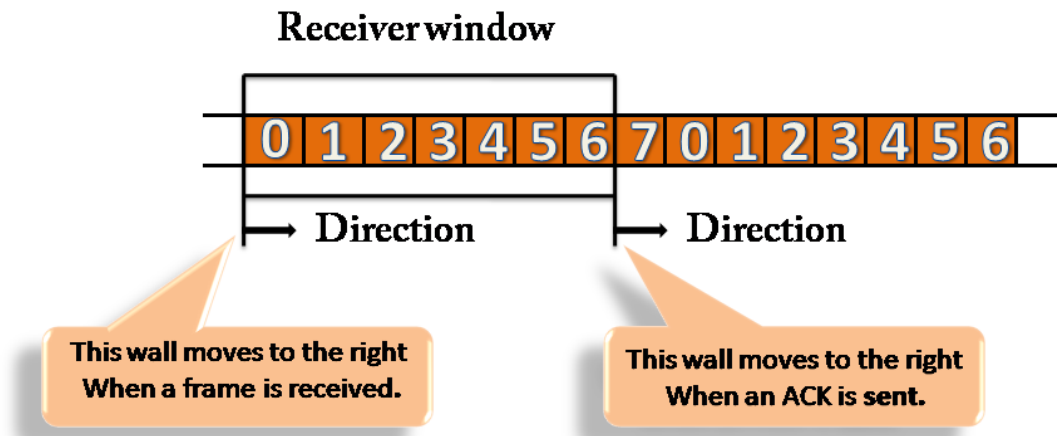 Receiver window
0 1 2 3 4 5 6 7 0 1 2 3 4 5 6
Direction
Direction
This wall moves to the right
When a frame is received.
This wall moves to the right
When an ACK is sent.